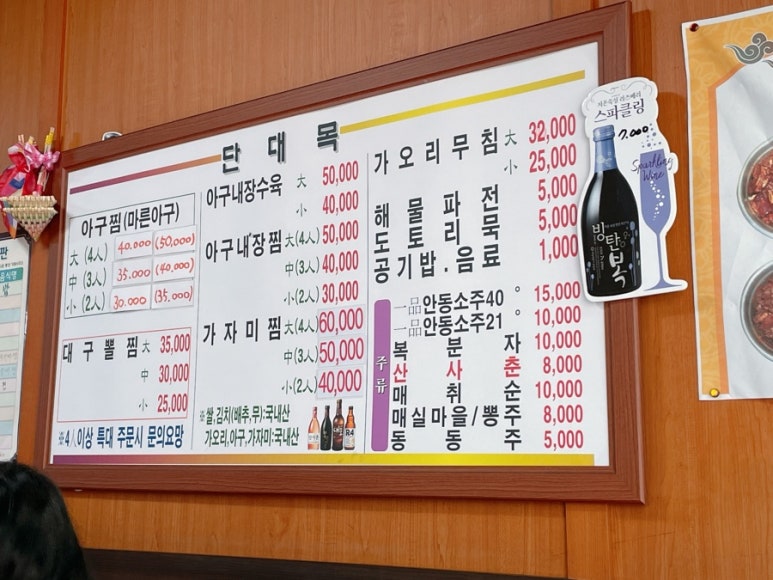 단대목
아구찜(마른아구)
大(4人) 40,000 (50,000)
中(3人) 35,000 (40,000)
小(2人) 30,000 (35,000)
대구뽈찜 大 35,000
中 30,000
小 25,000
※4人이상 특대 주문시 문의요망
아구내장수육 大 50,000
小 40,000
아구내장찜 大(4人) 50,000
中(3人) 40,000
小(2人) 30,000
가자미찜 大(4人) 60,000
中(3人) 50,000
小(2人) 40,000
※쌀,김치(배추,무):국내산
가오리,아구,가자미:국내산
가오리무침 大 32,000
小 25,000
해물파전 5,000
도토리묵 5,000
공기밥.음료 1,000
주류
一品안동소주40° 15,000
一品안동소주21° 10,000
복분자 10,000
산사춘 8,000
매취순 10,000
매실마을/뽕주 8,000
동동주 5,000
스파클링
7.000
Sparkling
Wine
빙탄복